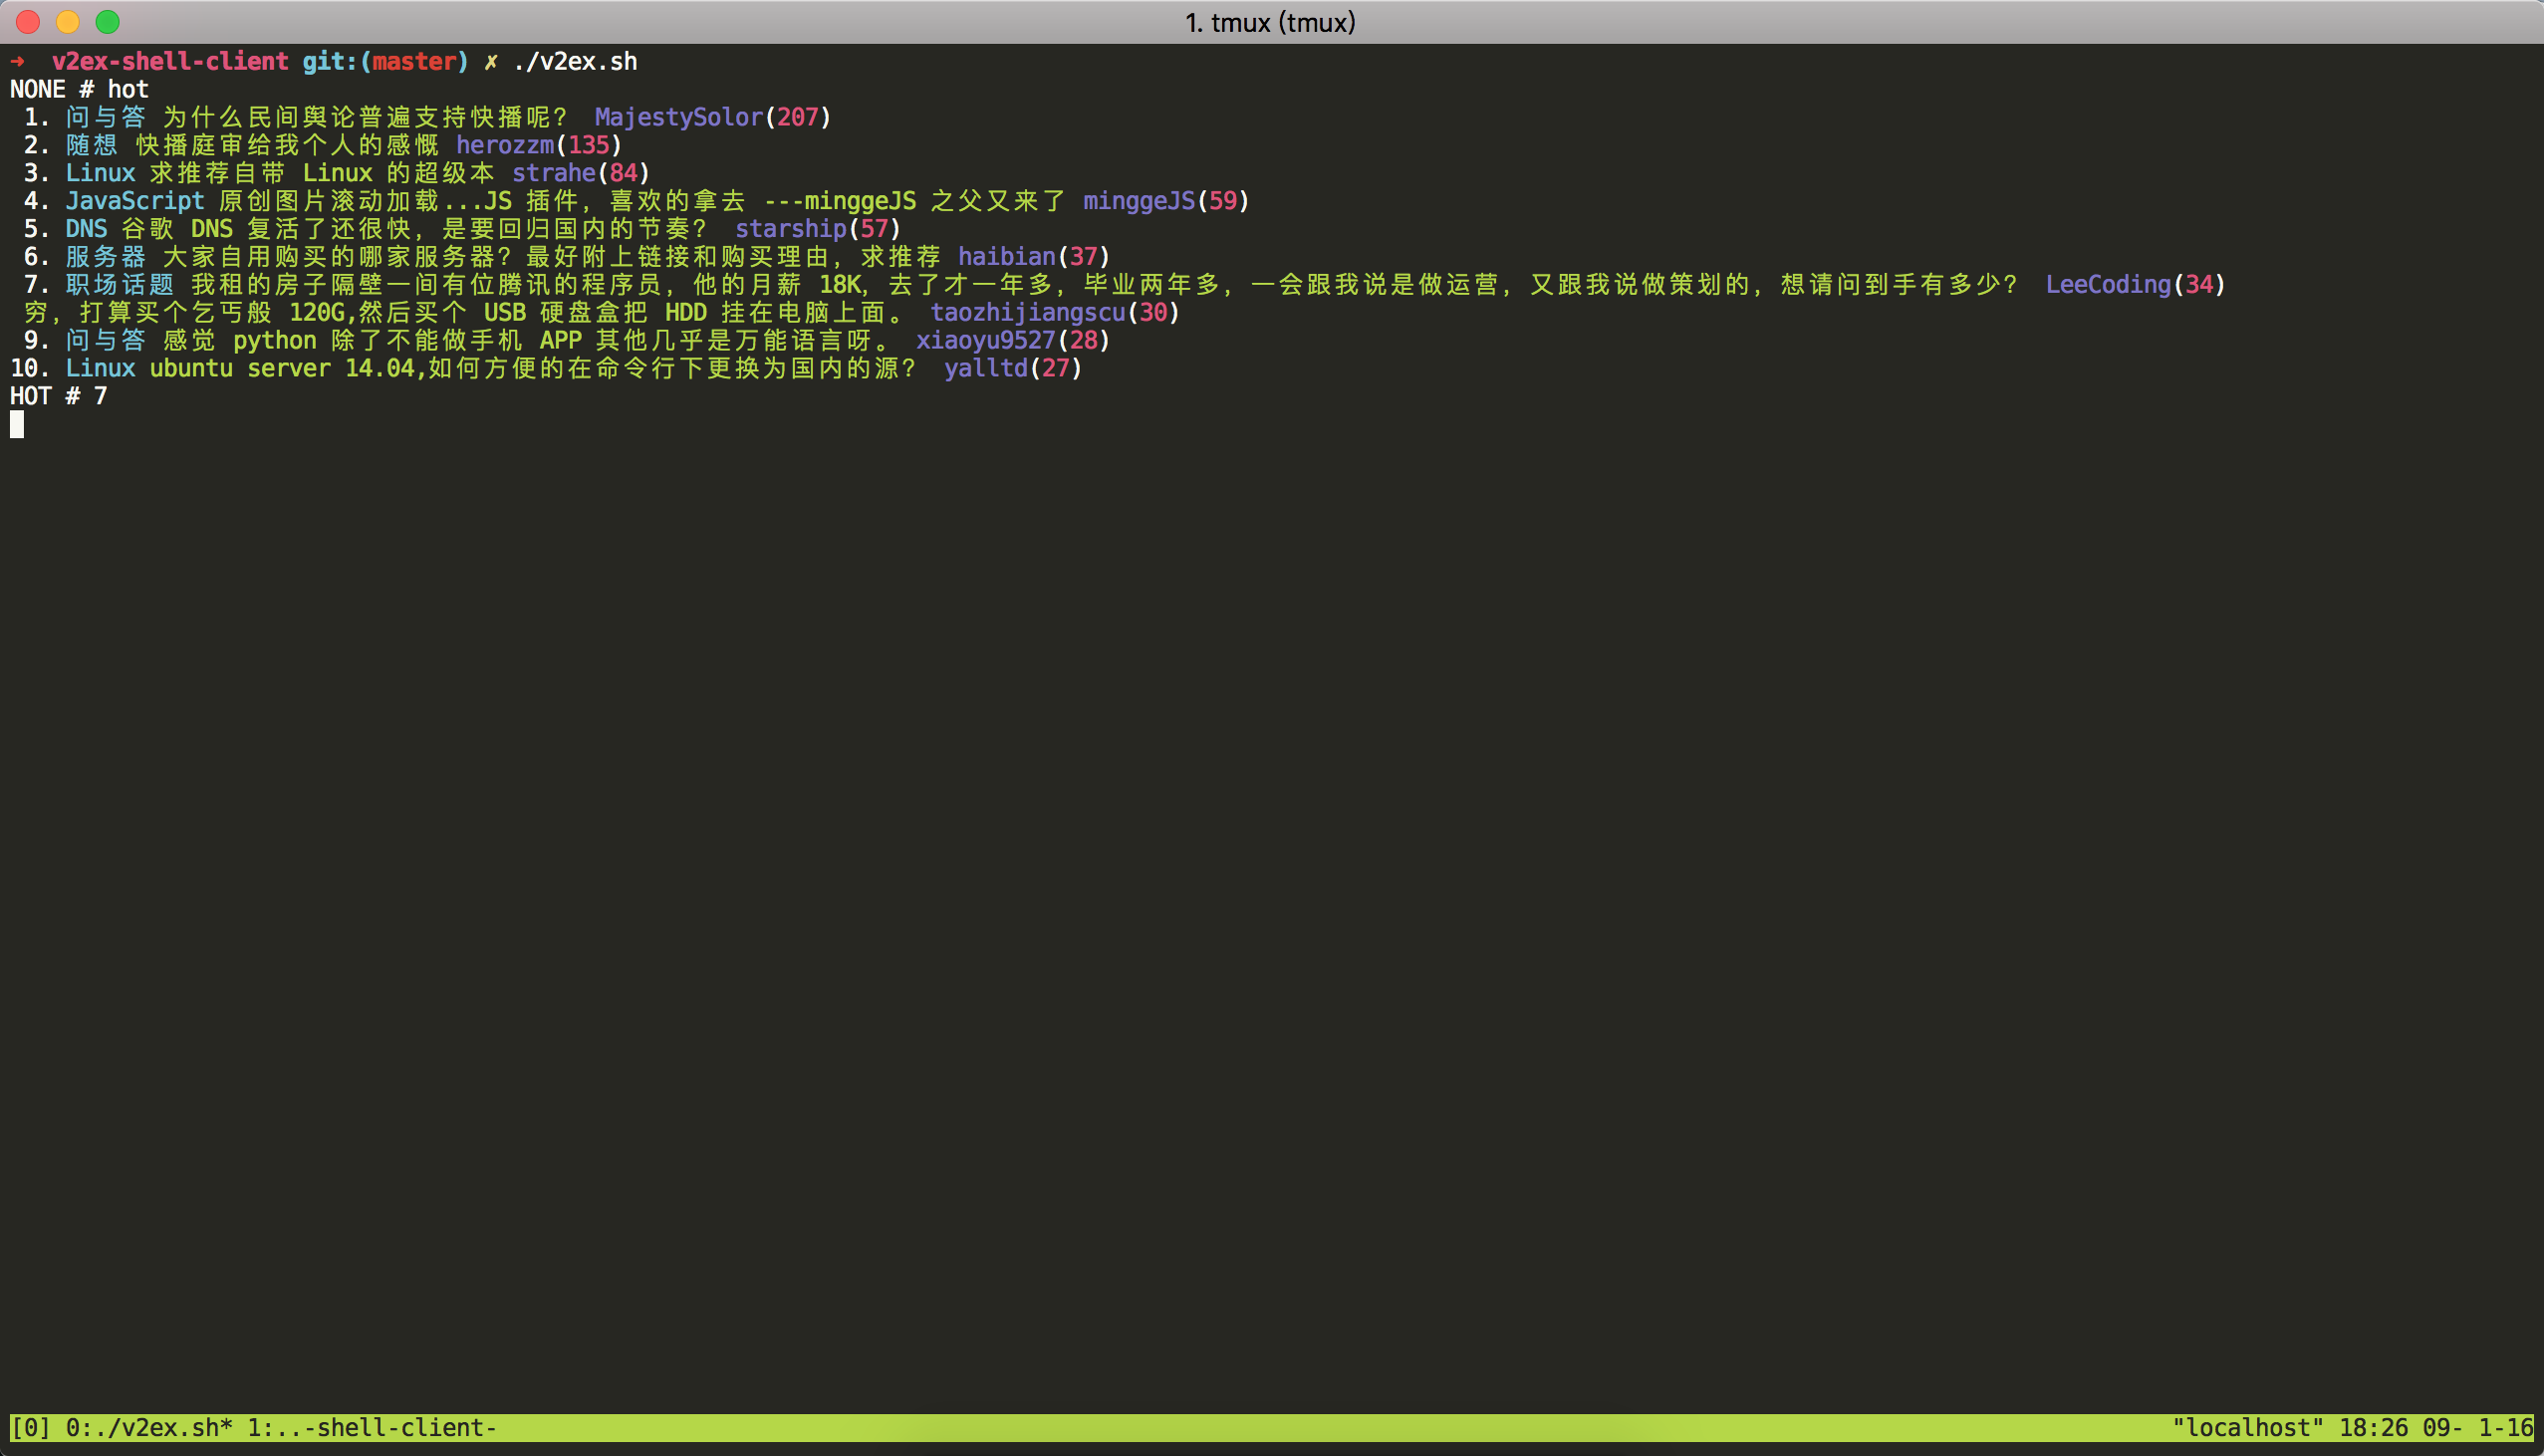 1. tmux (tmux)
➜  v2ex-shell-client git:(master) ✗ ./v2ex.sh
NONE # hot
1. 问与答 为什么民间舆论普遍支持快播呢？ MajestySolor(207)
2. 随想 快播庭审给我个人的感慨 herozzm(135)
3. Linux 求推荐自带 Linux 的超级本 strahe(84)
4. JavaScript 原创图片滚动加载...JS 插件，喜欢的拿去 ---minggeJS 之父又来了 minggeJS(59)
5. DNS 谷歌 DNS 复活了还很快，是要回归国内的节奏？ starship(57)
6. 服务器 大家自用购买的哪家服务器？最好附上链接和购买理由，求推荐 haibian(37)
7. 职场话题 我租的房子隔壁一间有位腾讯的程序员，他的月薪 18K，去了才一年多，毕业两年多，一会跟我说是做运营，又跟我说做策划的，想请问到手有多少？ LeeCoding(34)
穷，打算买个乞丐般 120G,然后买个 USB 硬盘盒把 HDD 挂在电脑上面。 taozhijiangscu(30)
9. 问与答 感觉 python 除了不能做手机 APP 其他几乎是万能语言呀。 xiaoyu9527(28)
10. Linux ubuntu server 14.04,如何方便的在命令行下更换为国内的源？ yalltd(27)
HOT # 7
[0] 0:./v2ex.sh* 1:..-shell-client- "localhost" 18:26 09- 1-16